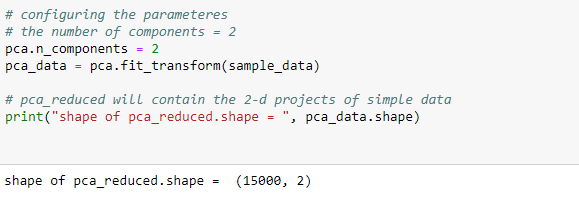 # configuring the parameteres
# the number of components = 2
pca.n_components = 2
pca_data = pca.fit_transform(sample_data)
# pca_reduced will contain the 2-d projects of simple data
print("shape of pca_reduced.shape = ", pca_data.shape)
shape of pca_reduced.shape =  (15000, 2)